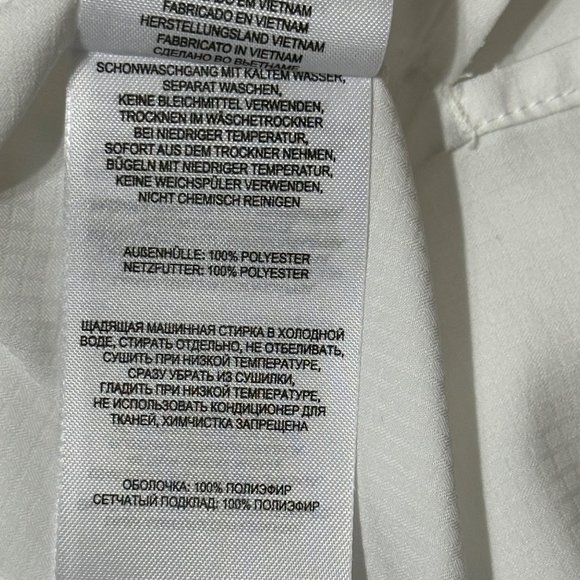 FABRICADO EM VIETNAM
FABRICADO EN VIETNAM
HERSTELLUNGSLAND VIETNAM
FABBRICATO IN VIETNAM
СДЕЛАНО ВО ВЬЕТНАМЕ
SCHONWASCHGANG MIT KALTEM WASSER,
SEPARAT WASCHEN,
KEINE BLEICHMITTEL VERWENDEN,
TROCKNEN IM WÄSCHETROCKNER
BEI NIEDRIGER TEMPERATUR,
SOFORT AUS DEM TROCKNER NEHMEN,
BÜGELN MIT NIEDRIGER TEMPERATUR,
KEINE WEICHSPÜLER VERWENDEN,
NICHT CHEMISCH REINIGEN
AUßENHÜLLE: 100% POLYESTER
NETZFUTTER: 100% POLYESTER
ЩАДЯЩАЯ МАШИННАЯ СТИРКА В ХОЛОДНОЙ
ВОДЕ, СТИРАТЬ ОТДЕЛЬНО, НЕ ОТБЕЛИВАТЬ,
СУШИТЬ ПРИ НИЗКОЙ ТЕМПЕРАТУРЕ,
СРАЗУ УБРАТЬ ИЗ СУШИЛКИ,
ГЛАДИТЬ ПРИ НИЗКОЙ ТЕМПЕРАТУРЕ,
НЕ ИСПОЛЬЗОВАТЬ КОНДИЦИОНЕР ДЛЯ
ТКАНЕЙ, ХИМЧИСТКА ЗАПРЕЩЕНА
ОБОЛОЧКА: 100% ПОЛИЭФИР
СЕТЧАТЫЙ ПОДКЛАД: 100% ПОЛИЭФИР